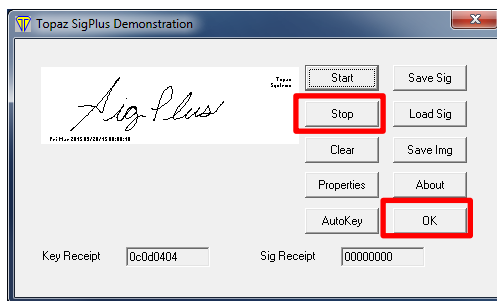 Topaz SigPlus Demonstration
Topaz
Systems
Start
Save Sig
Sig Plus
Stop
Load Sig
Clear
Save Img
Properties
About
AutoKey
OK
Key Receipt
0c0d0404
Sig Receipt
00000000